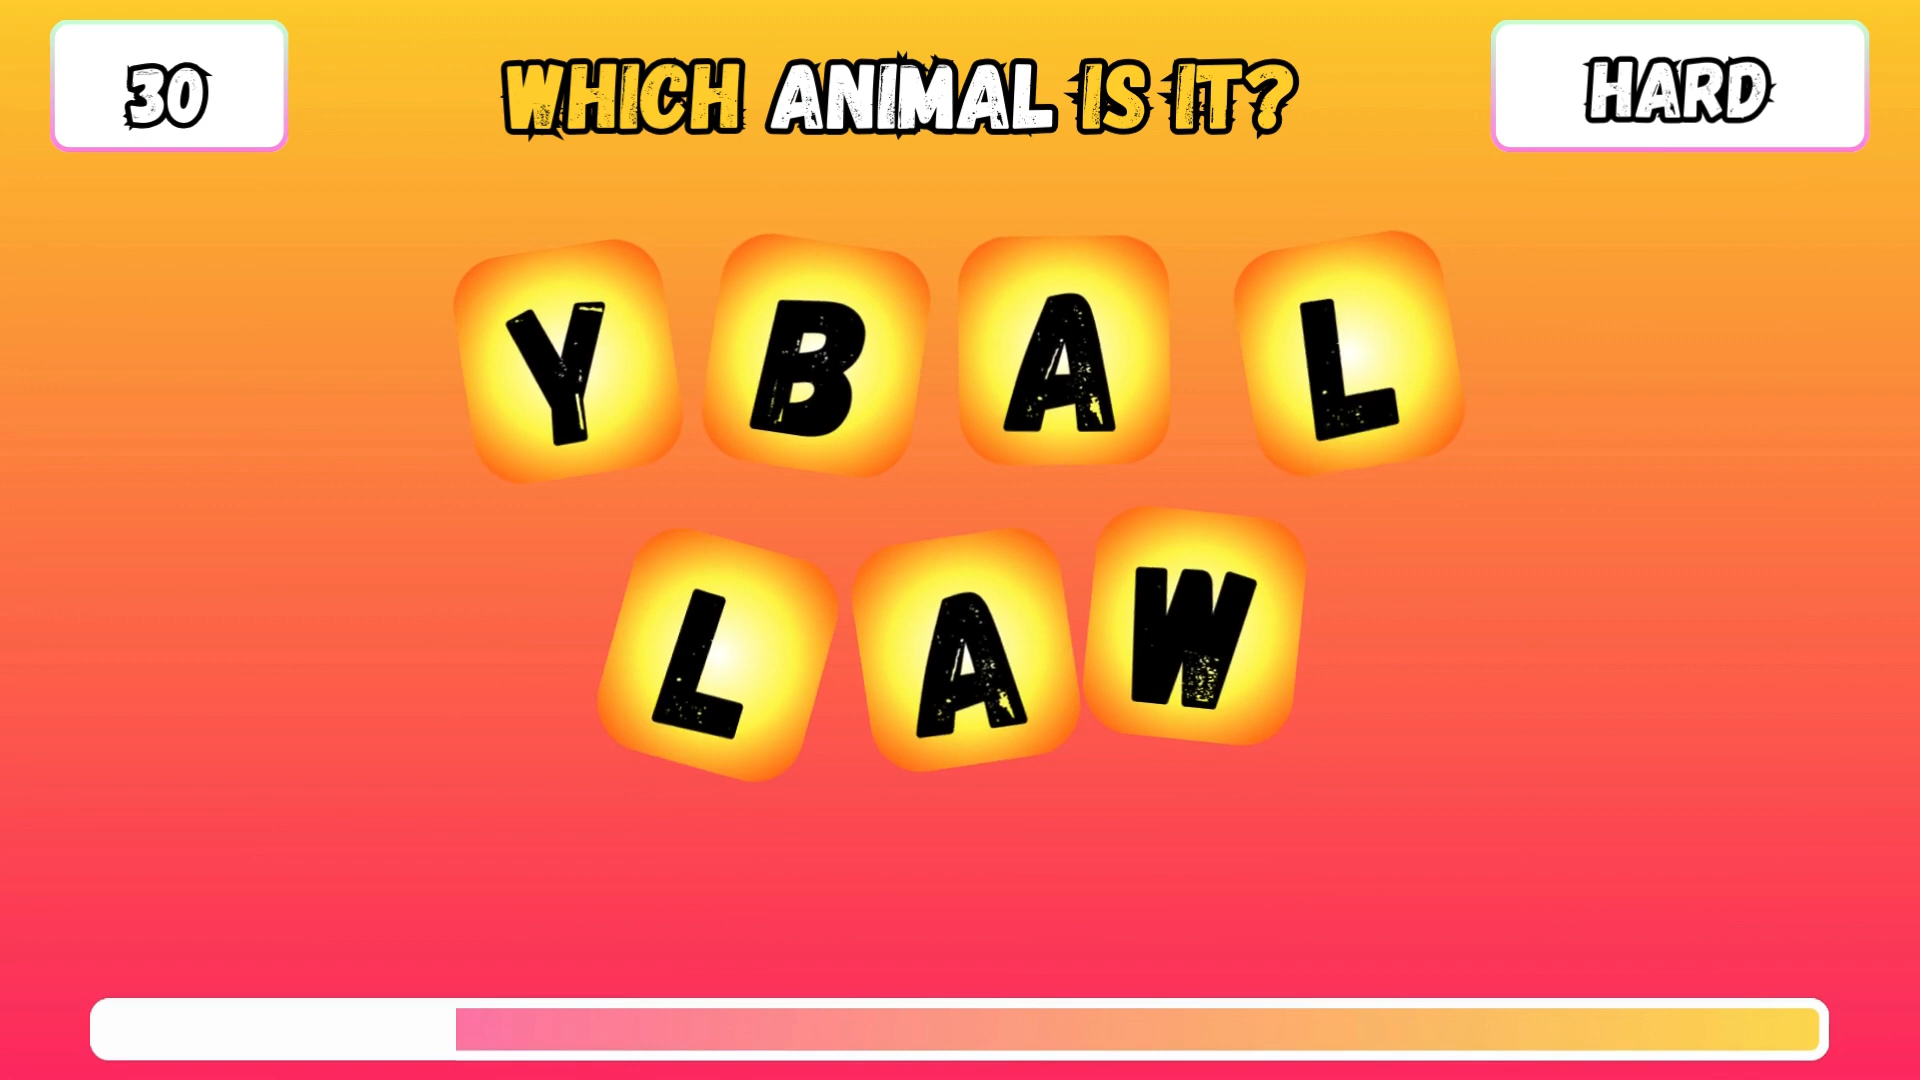 30
WHICH ANIMAL IS IT?
HARD
Y B A L
L A W